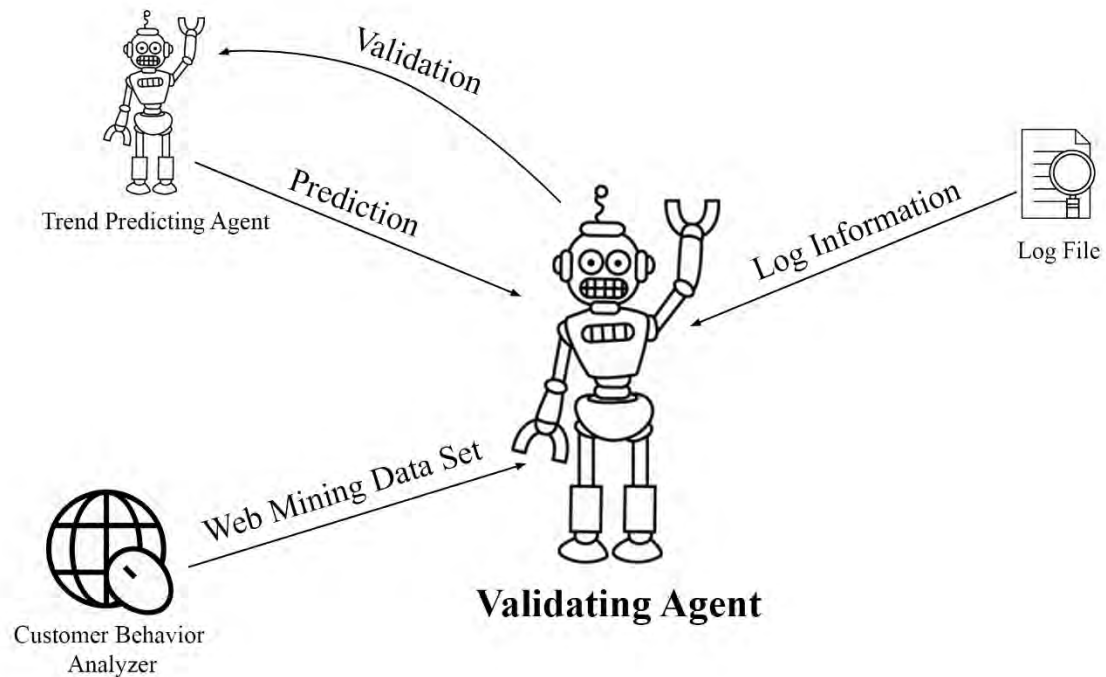 Validation
Prediction
Trend Predicting Agent
Log Information
Log File
Web Mining Data Set
Validating Agent
Customer Behavior
Analyzer